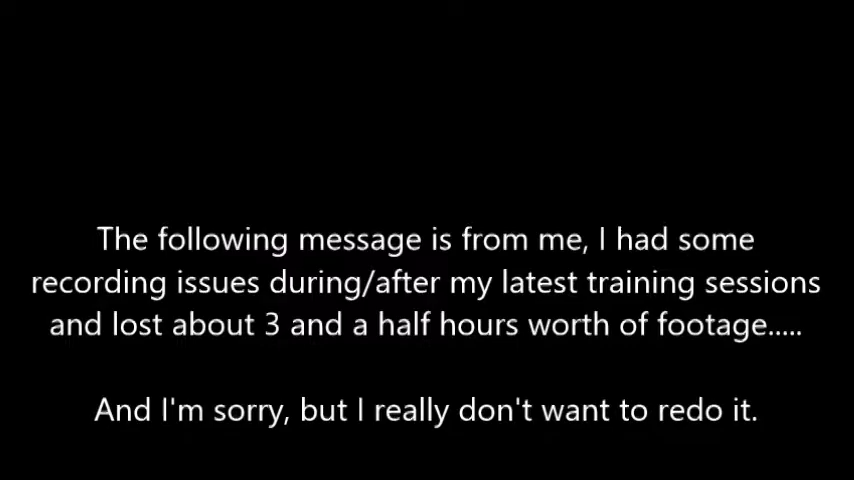 The following message is from me, I had some
recording issues during/after my latest training sessions
and lost about 3 and a half hours worth of footage.....
And I'm sorry, but I really don't want to redo it.